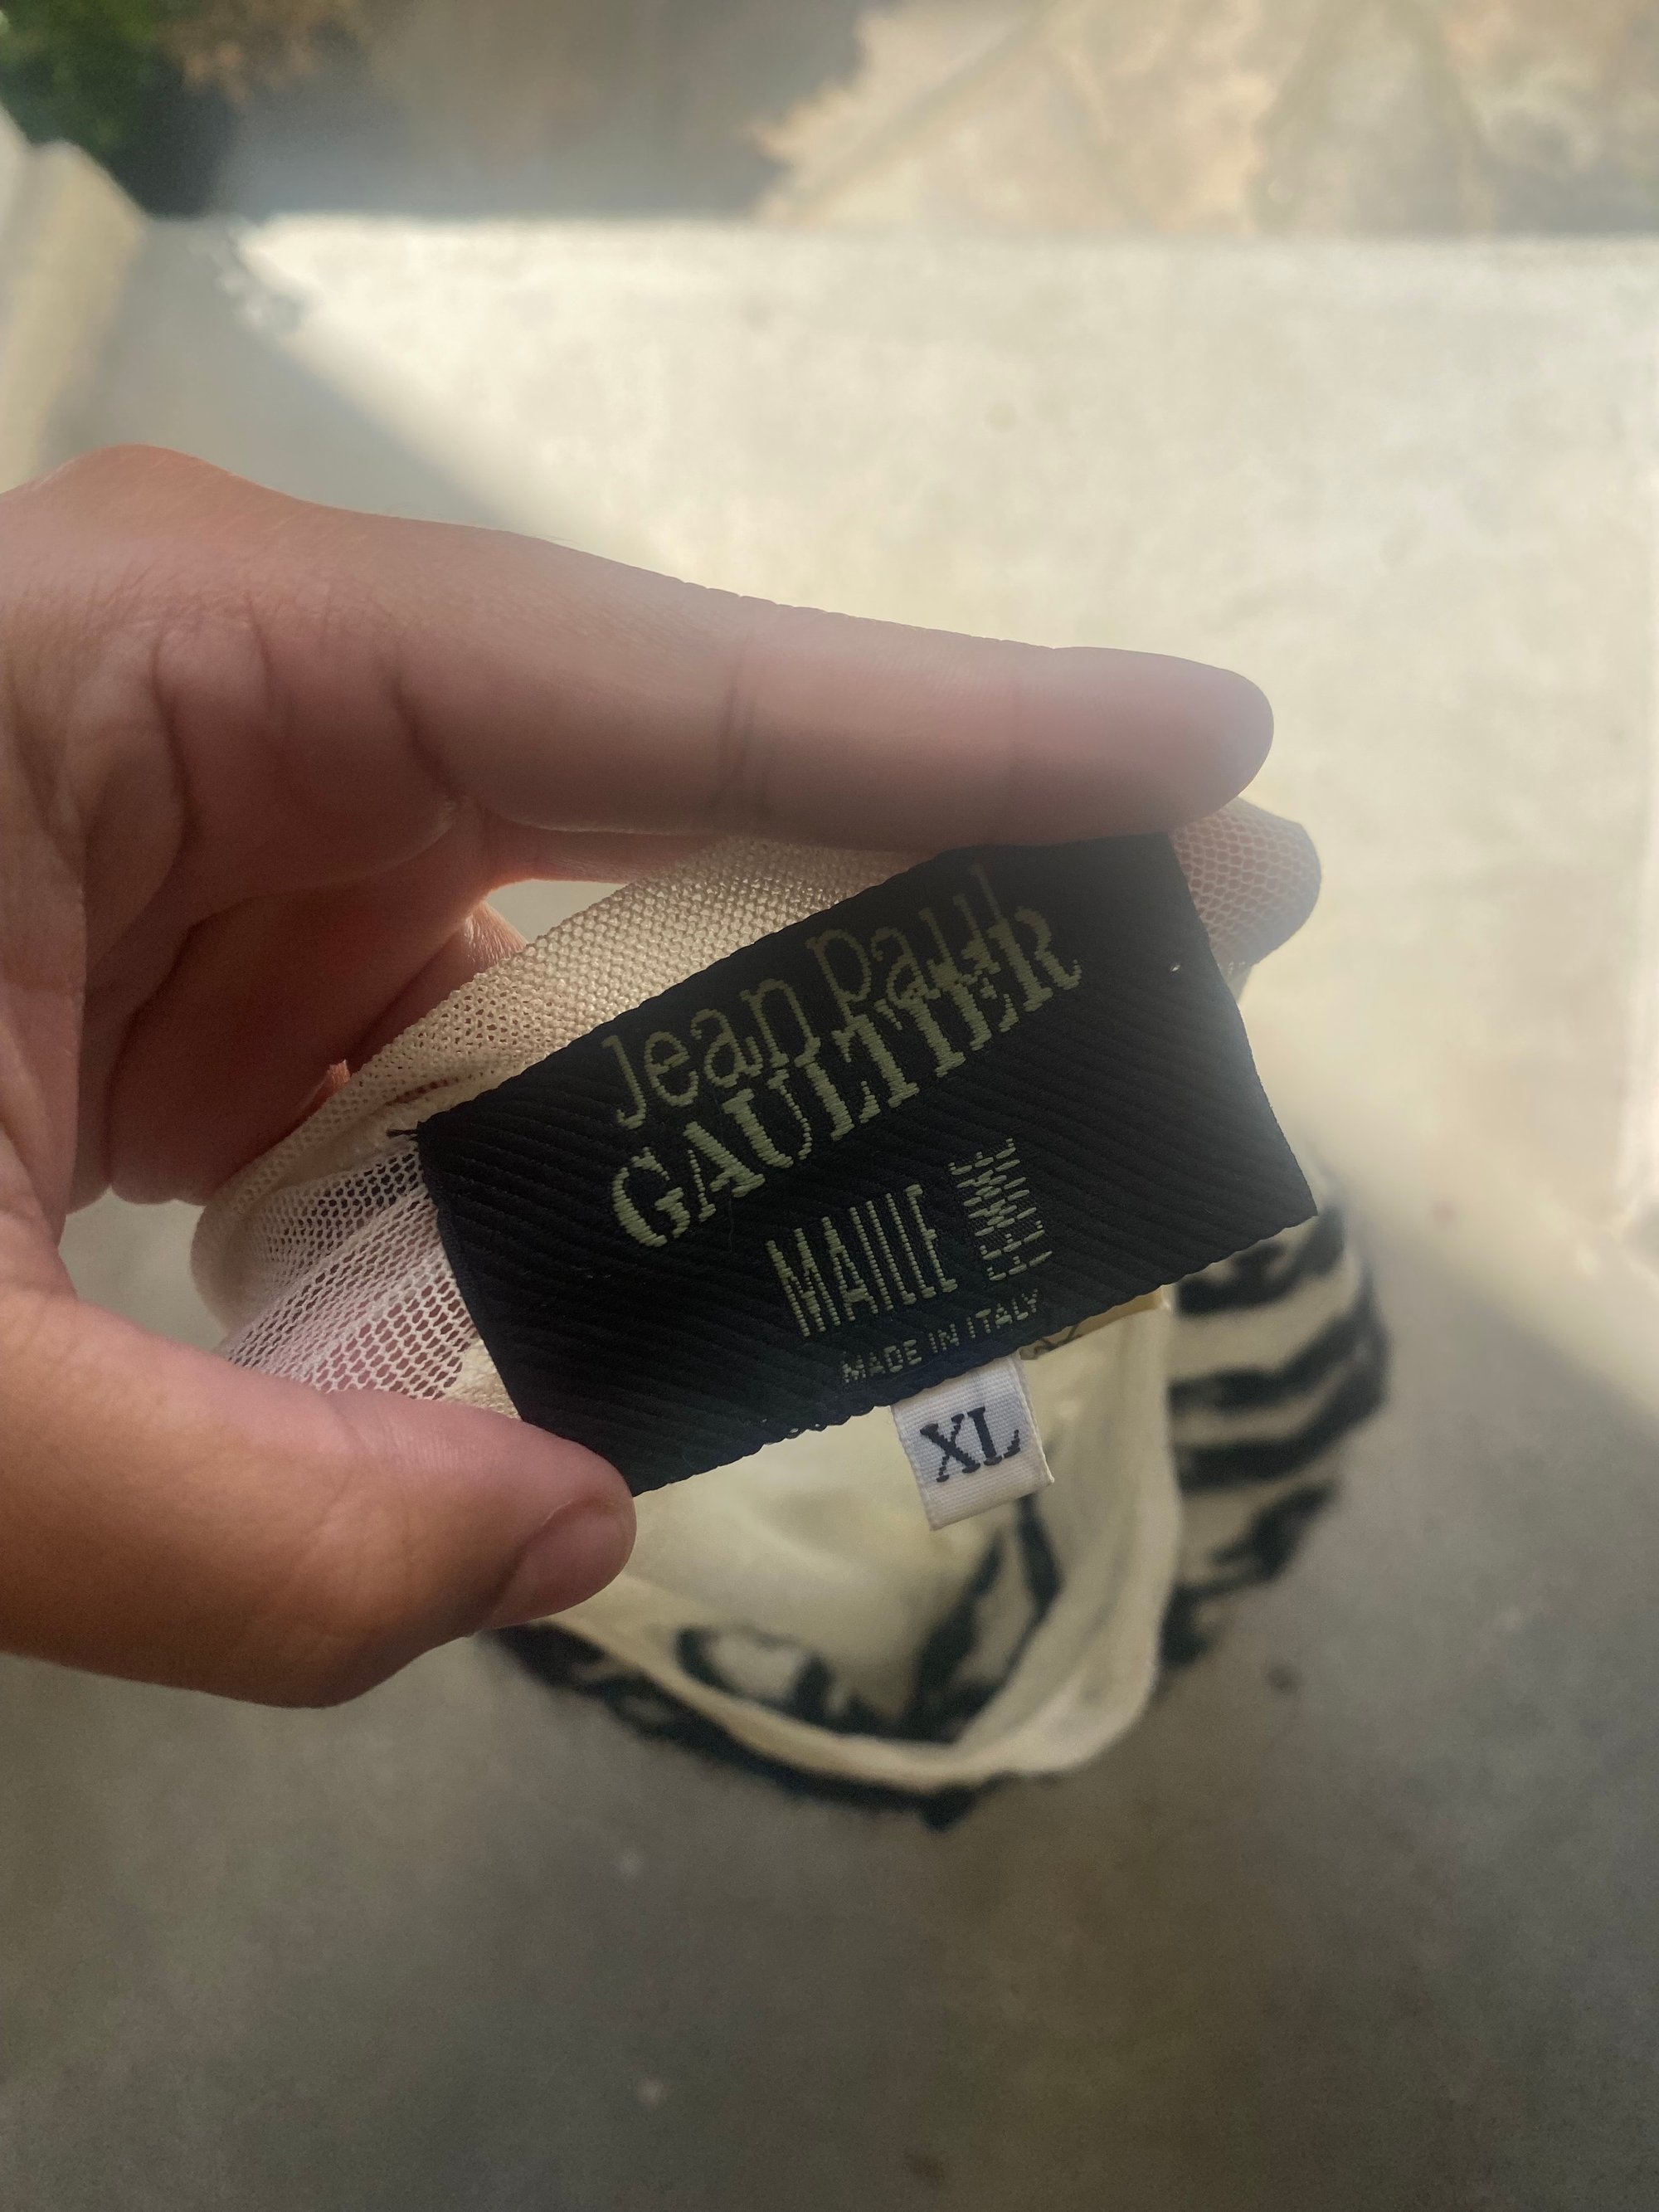 Jean Paul
GAULTIER
MAILLE FEMME
MADE IN ITALY
XL